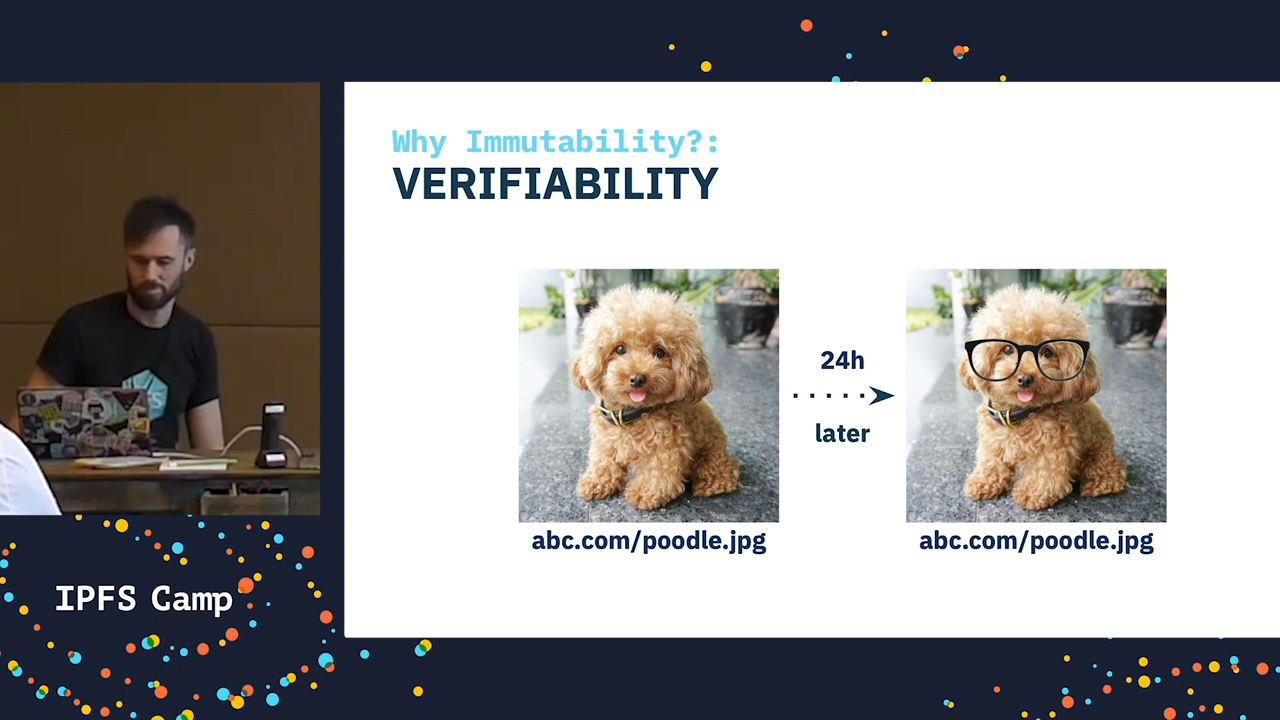 Why Immutability?:
VERIFIABILITY
24h
later
abc.com/poodle.jpg
abc.com/poodle.jpg
IPFS Camp